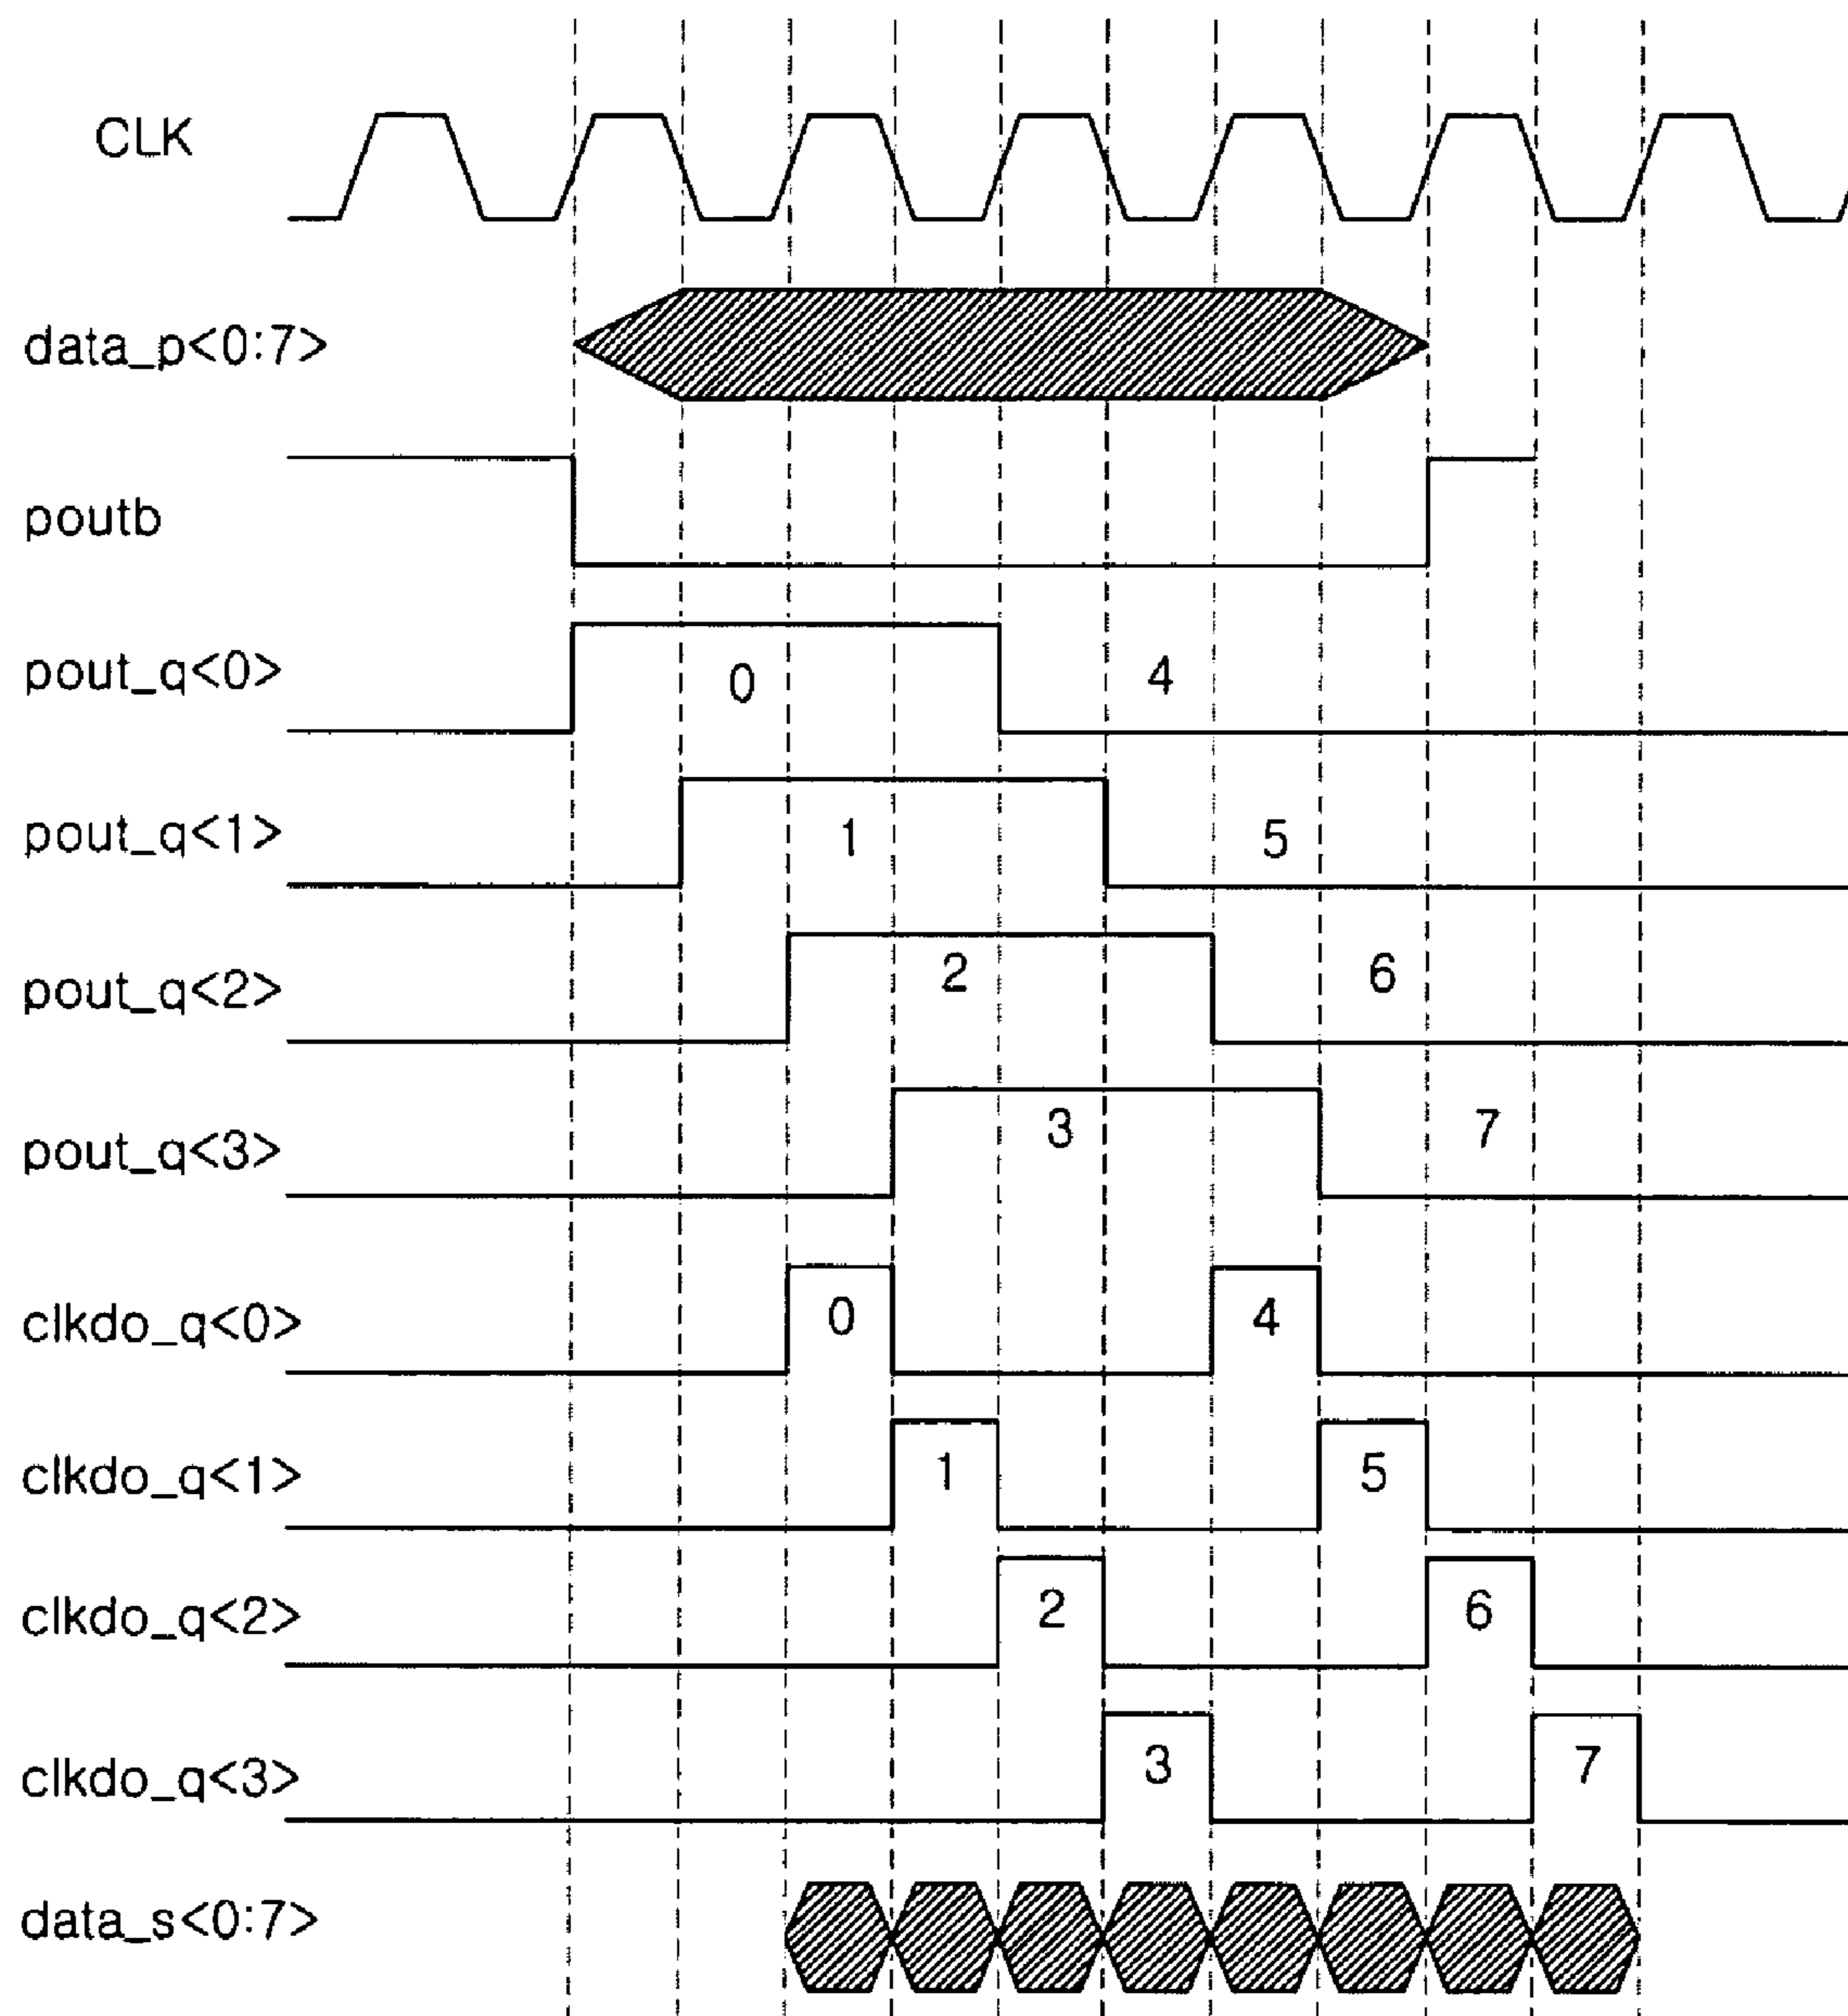 CLK
data_p<0:7>
poutb
pout_q<0> 0 4
pout_q<1> 1 5
pout_q<2> 2 6
pout_q<3> 3 7
clkdo_q<0> 0 4
clkdo_q<1> 1 5
clkdo_q<2> 2 6
clkdo_q<3> 3 7
data_s<0:7>